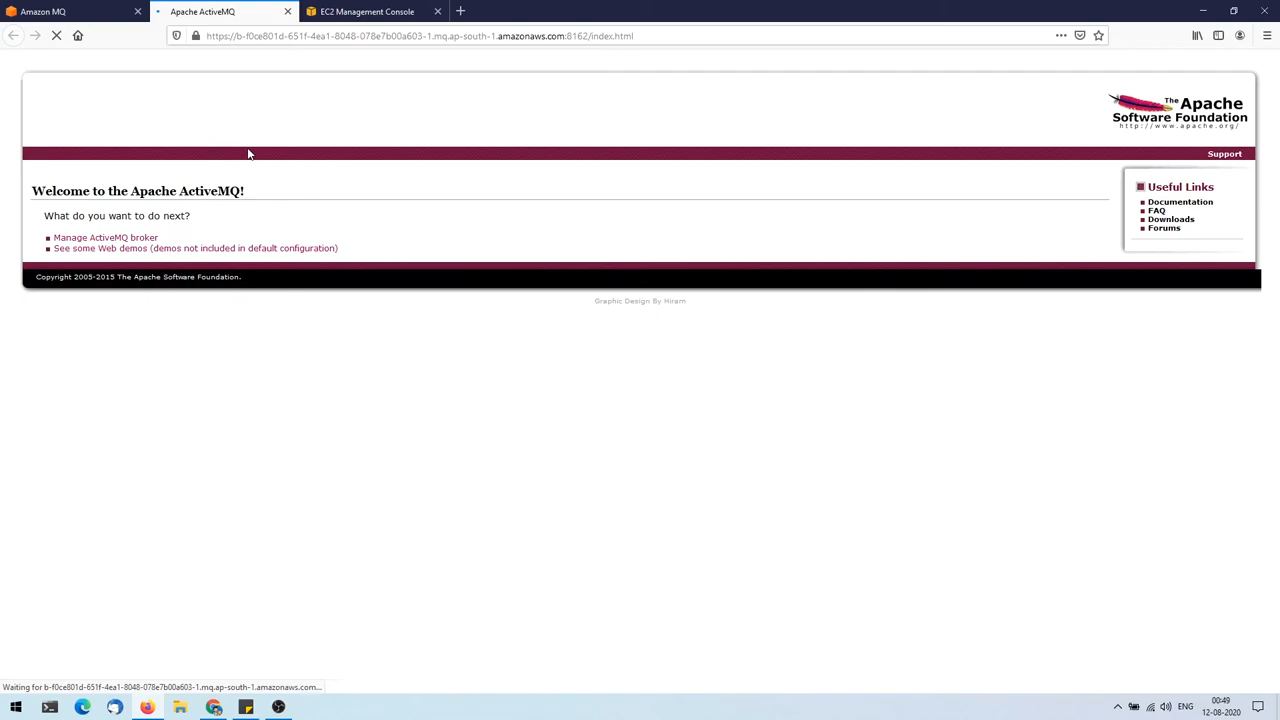 Amazon MQ
Apache ActiveMQ
EC2 Management Console
https://b-f0ce801d-651f-4ea1-8048-078e7b00a603-1.mq.ap-south-1.amazonaws.com:8162/index.html
The Apache
Software Foundation
http://www.apache.org/
Support
Welcome to the Apache ActiveMQ!
What do you want to do next?
Manage ActiveMQ broker
See some Web demos (demos not included in default configuration)
Useful Links
Documentation
FAQ
Downloads
Forums
Copyright 2005-2015 The Apache Software Foundation.
Graphic Design By Hiram
Waiting for b-f0ce801d-651f-4ea1-8048-078e7b00a603-1.mq.ap-south-1.amazonaws.com...
ENG
00:49
12-08-2020